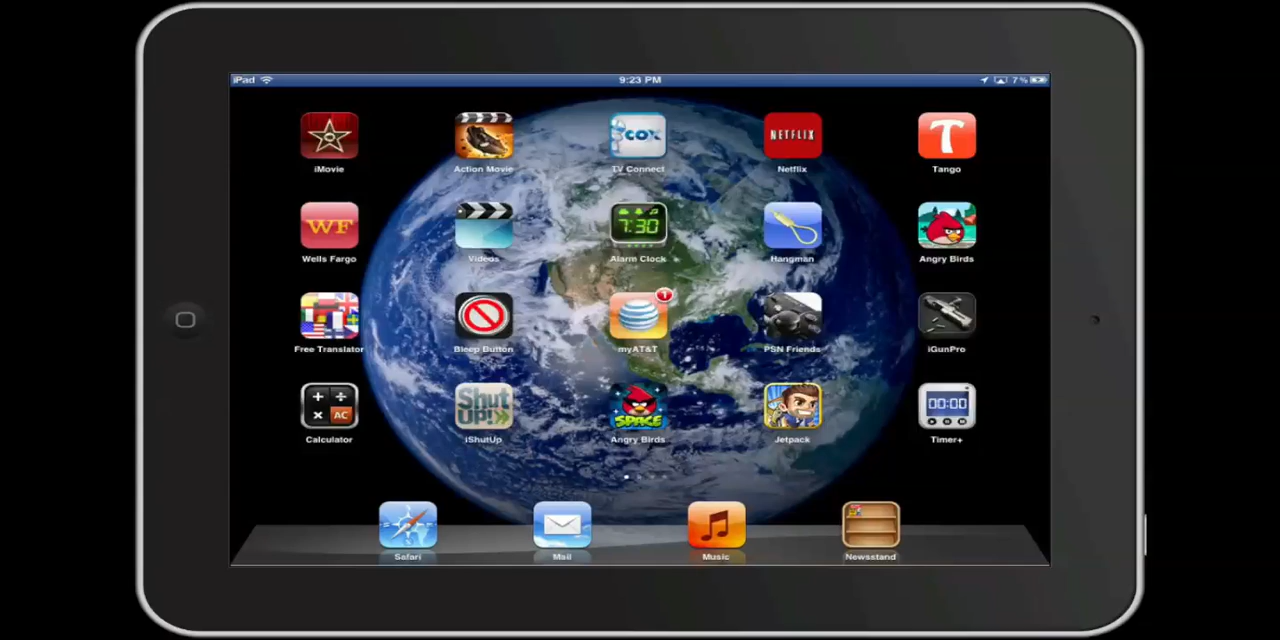 iPad 9:23 PM 7%
iMovie
Action Movie
COX
TV Connect
NETFLIX
Netflix
T
Tango
WF
Wells Fargo
Videos
7:30
Alarm Clock
Hangman
Angry Birds
Free Translator
Bleep Button
1
myAT&T
PSN Friends
iGunPro
+ ÷
× AC
Calculator
Shut
UP!
iShutUp
SPACE
Angry Birds
Jetpack
00:00
Timer+
Safari
Mail
Music
Newsstand